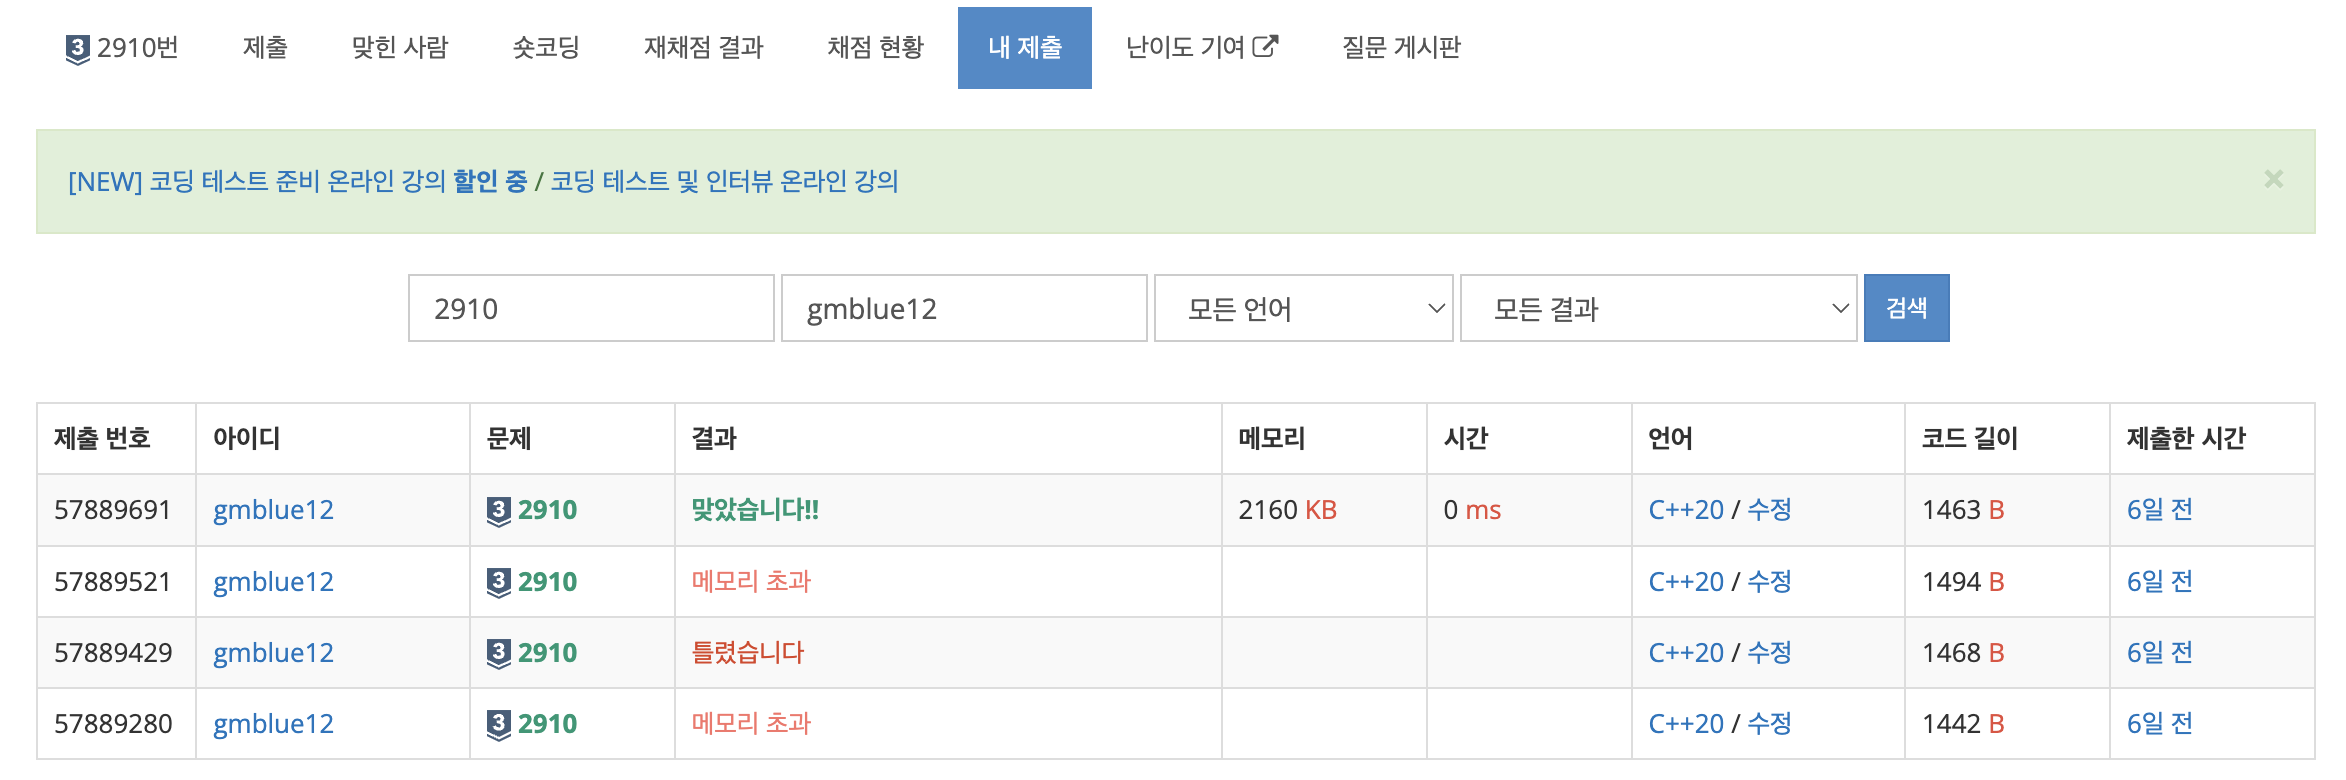 3 2910번 제출 맞힌 사람 숏코딩 재채점 결과 채점 현황 내 제출 난이도 기여 질문 게시판
[NEW] 코딩 테스트 준비 온라인 강의 할인 중 / 코딩 테스트 및 인터뷰 온라인 강의 ×
2910 gmblue12 모든 언어 모든 결과 검색
제출 번호 아이디 문제 결과 메모리 시간 언어 코드 길이 제출한 시간
57889691 gmblue12 3 2910 맞았습니다!! 2160 KB 0 ms C++20 / 수정 1463 B 6일 전
57889521 gmblue12 3 2910 메모리 초과 C++20 / 수정 1494 B 6일 전
57889429 gmblue12 3 2910 틀렸습니다 C++20 / 수정 1468 B 6일 전
57889280 gmblue12 3 2910 메모리 초과 C++20 / 수정 1442 B 6일 전